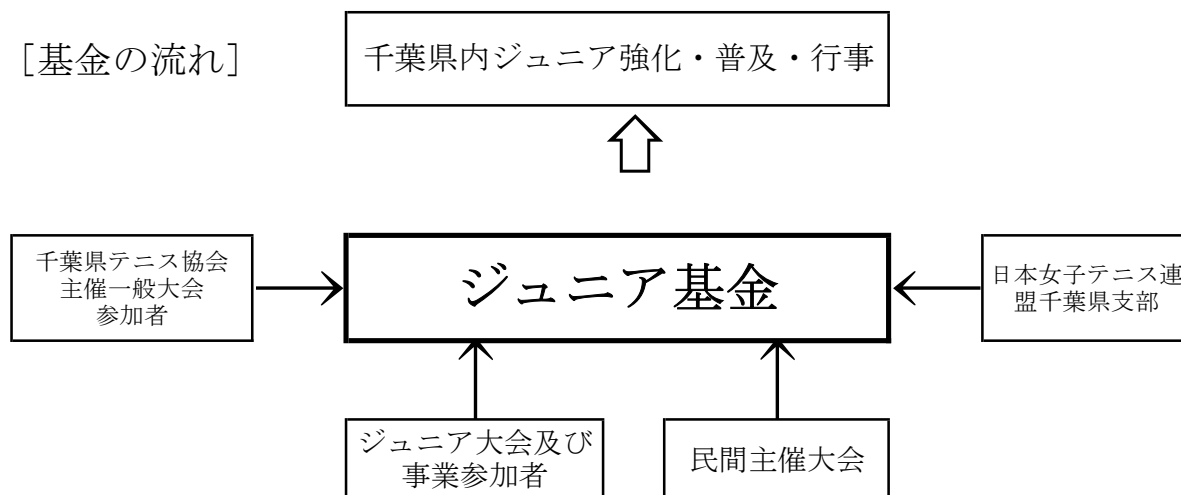 ［基金の流れ］
千葉県内ジュニア強化・普及・行事
千葉県テニス協会
主催一般大会
参加者
ジュニア基金
日本女子テニス連
盟千葉県支部
ジュニア大会及び
事業参加者
民間主催大会